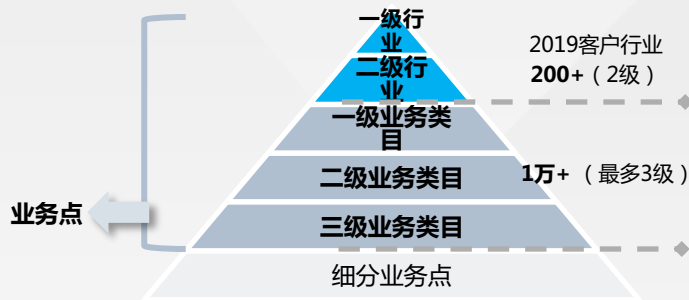 一级行
业
2019客户行业
二级行
业
200+（2级）
一级业务类
目
二级业务类目
1万+ （最多3级）
业务点
三级业务类目
细分业务点